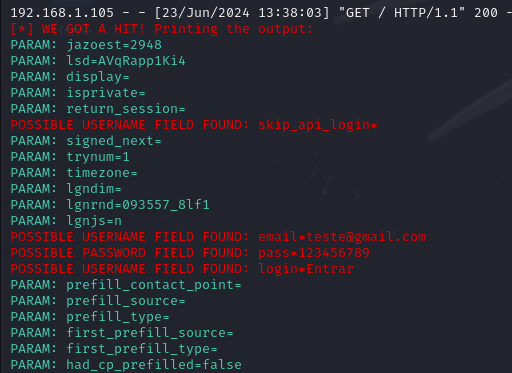 192.168.1.105 - - [23/Jun/2024 13:38:03] "GET / HTTP/1.1" 200 -
[*] WE GOT A HIT! Printing the output:
PARAM: jazoest=2948
PARAM: lsd=AVqRapp1Ki4
PARAM: display=
PARAM: isprivate=
PARAM: return_session=
POSSIBLE USERNAME FIELD FOUND: skip_api_login=
PARAM: signed_next=
PARAM: trynum=1
PARAM: timezone=
PARAM: lgndim=
PARAM: lgnrnd=093557_8lf1
PARAM: lgnjs=n
POSSIBLE USERNAME FIELD FOUND: email=teste@gmail.com
POSSIBLE PASSWORD FIELD FOUND: pass=123456789
POSSIBLE USERNAME FIELD FOUND: login=Entrar
PARAM: prefill_contact_point=
PARAM: prefill_source=
PARAM: prefill_type=
PARAM: first_prefill_source=
PARAM: first_prefill_type=
PARAM: had_cp_prefilled=false